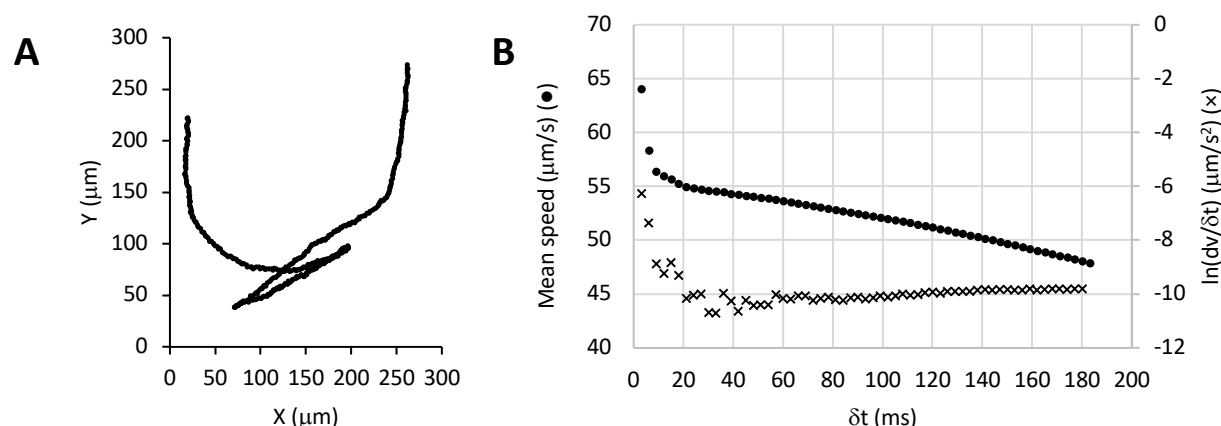 A
300
250
200
150
100
50
0
Y (μm)
0 50 100 150 200 250 300
X (μm)
B
70
65
60
55
50
45
40
Mean speed (μm/s) (●)
0
-2
-4
-6
-8
-10
-12
ln(dv/δt) (μm/s²) (×)
0 20 40 60 80 100 120 140 160 180 200
δt (ms)